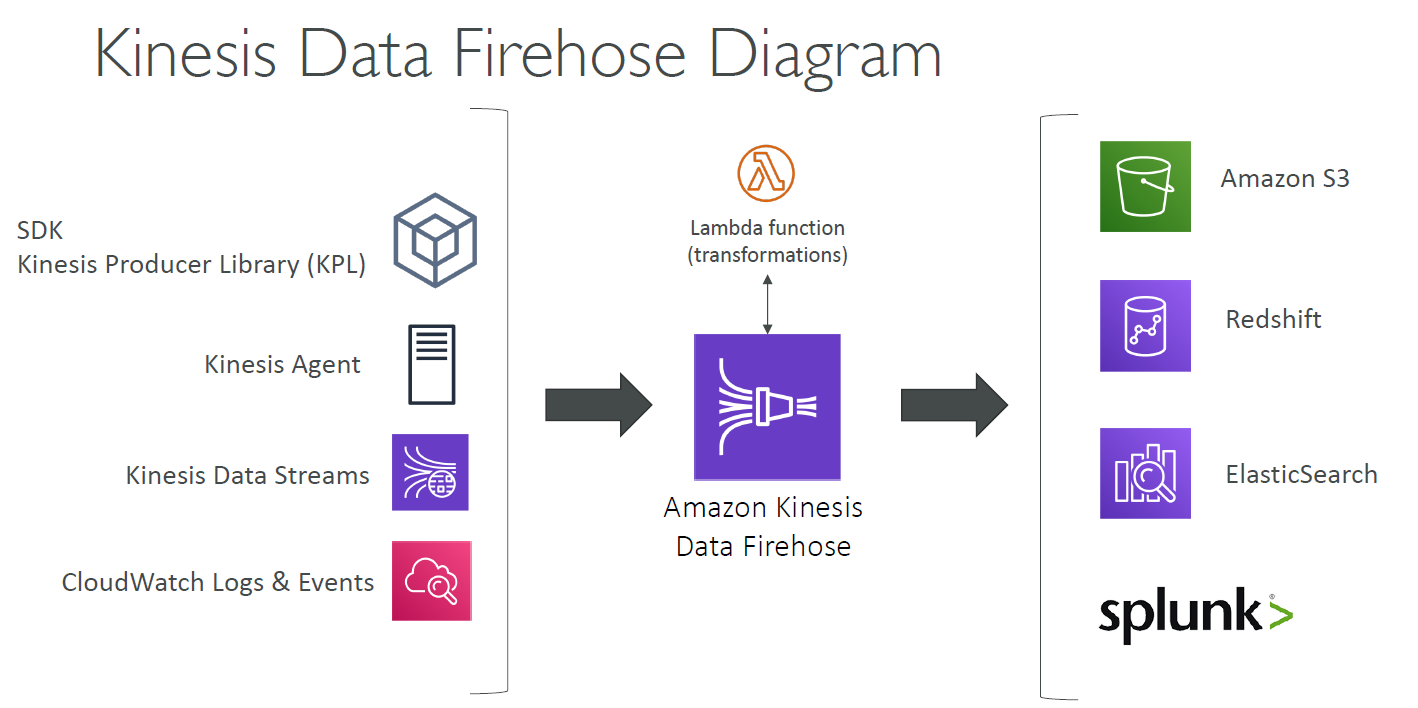 Kinesis Data Firehose Diagram
SDK
Kinesis Producer Library (KPL)
Kinesis Agent
Kinesis Data Streams
CloudWatch Logs & Events
Lambda function
(transformations)
Amazon Kinesis
Data Firehose
Amazon S3
Redshift
ElasticSearch
splunk®>